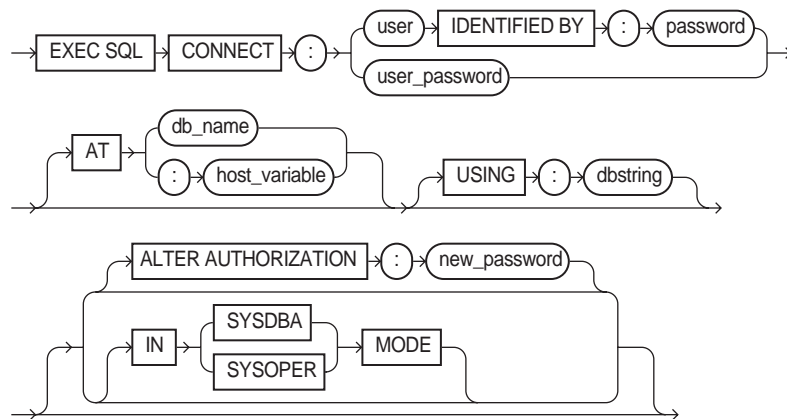 EXEC SQL CONNECT : user IDENTIFIED BY : password
user_password
AT db_name
: host_variable USING : dbstring
ALTER AUTHORIZATION : new_password
IN SYSDBA MODE
SYSOPER